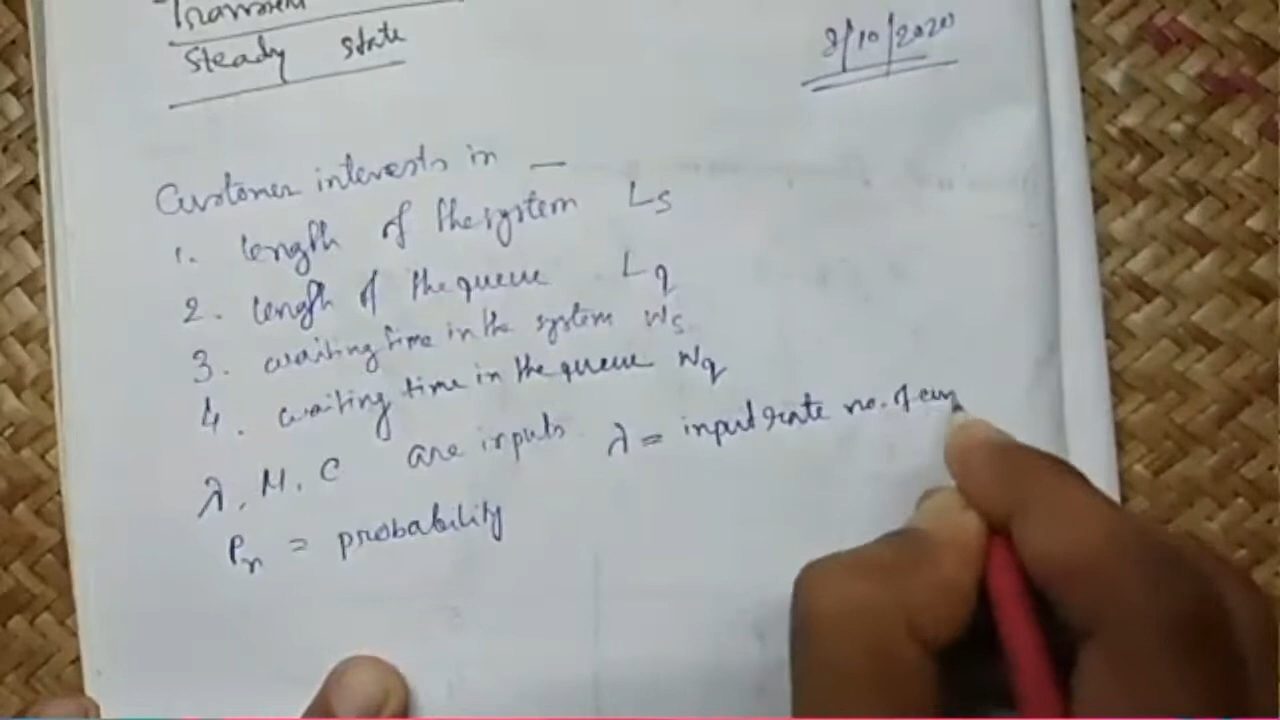 Transient
Steady state
8/10/2020
Customer interests in —
1. length of the system Ls
2. length of the queue Lq
3. waiting time in the system Ws
4. waiting time in the queue Wq
λ, M, C are inputs λ = input rate no. of cus
Pn = probability